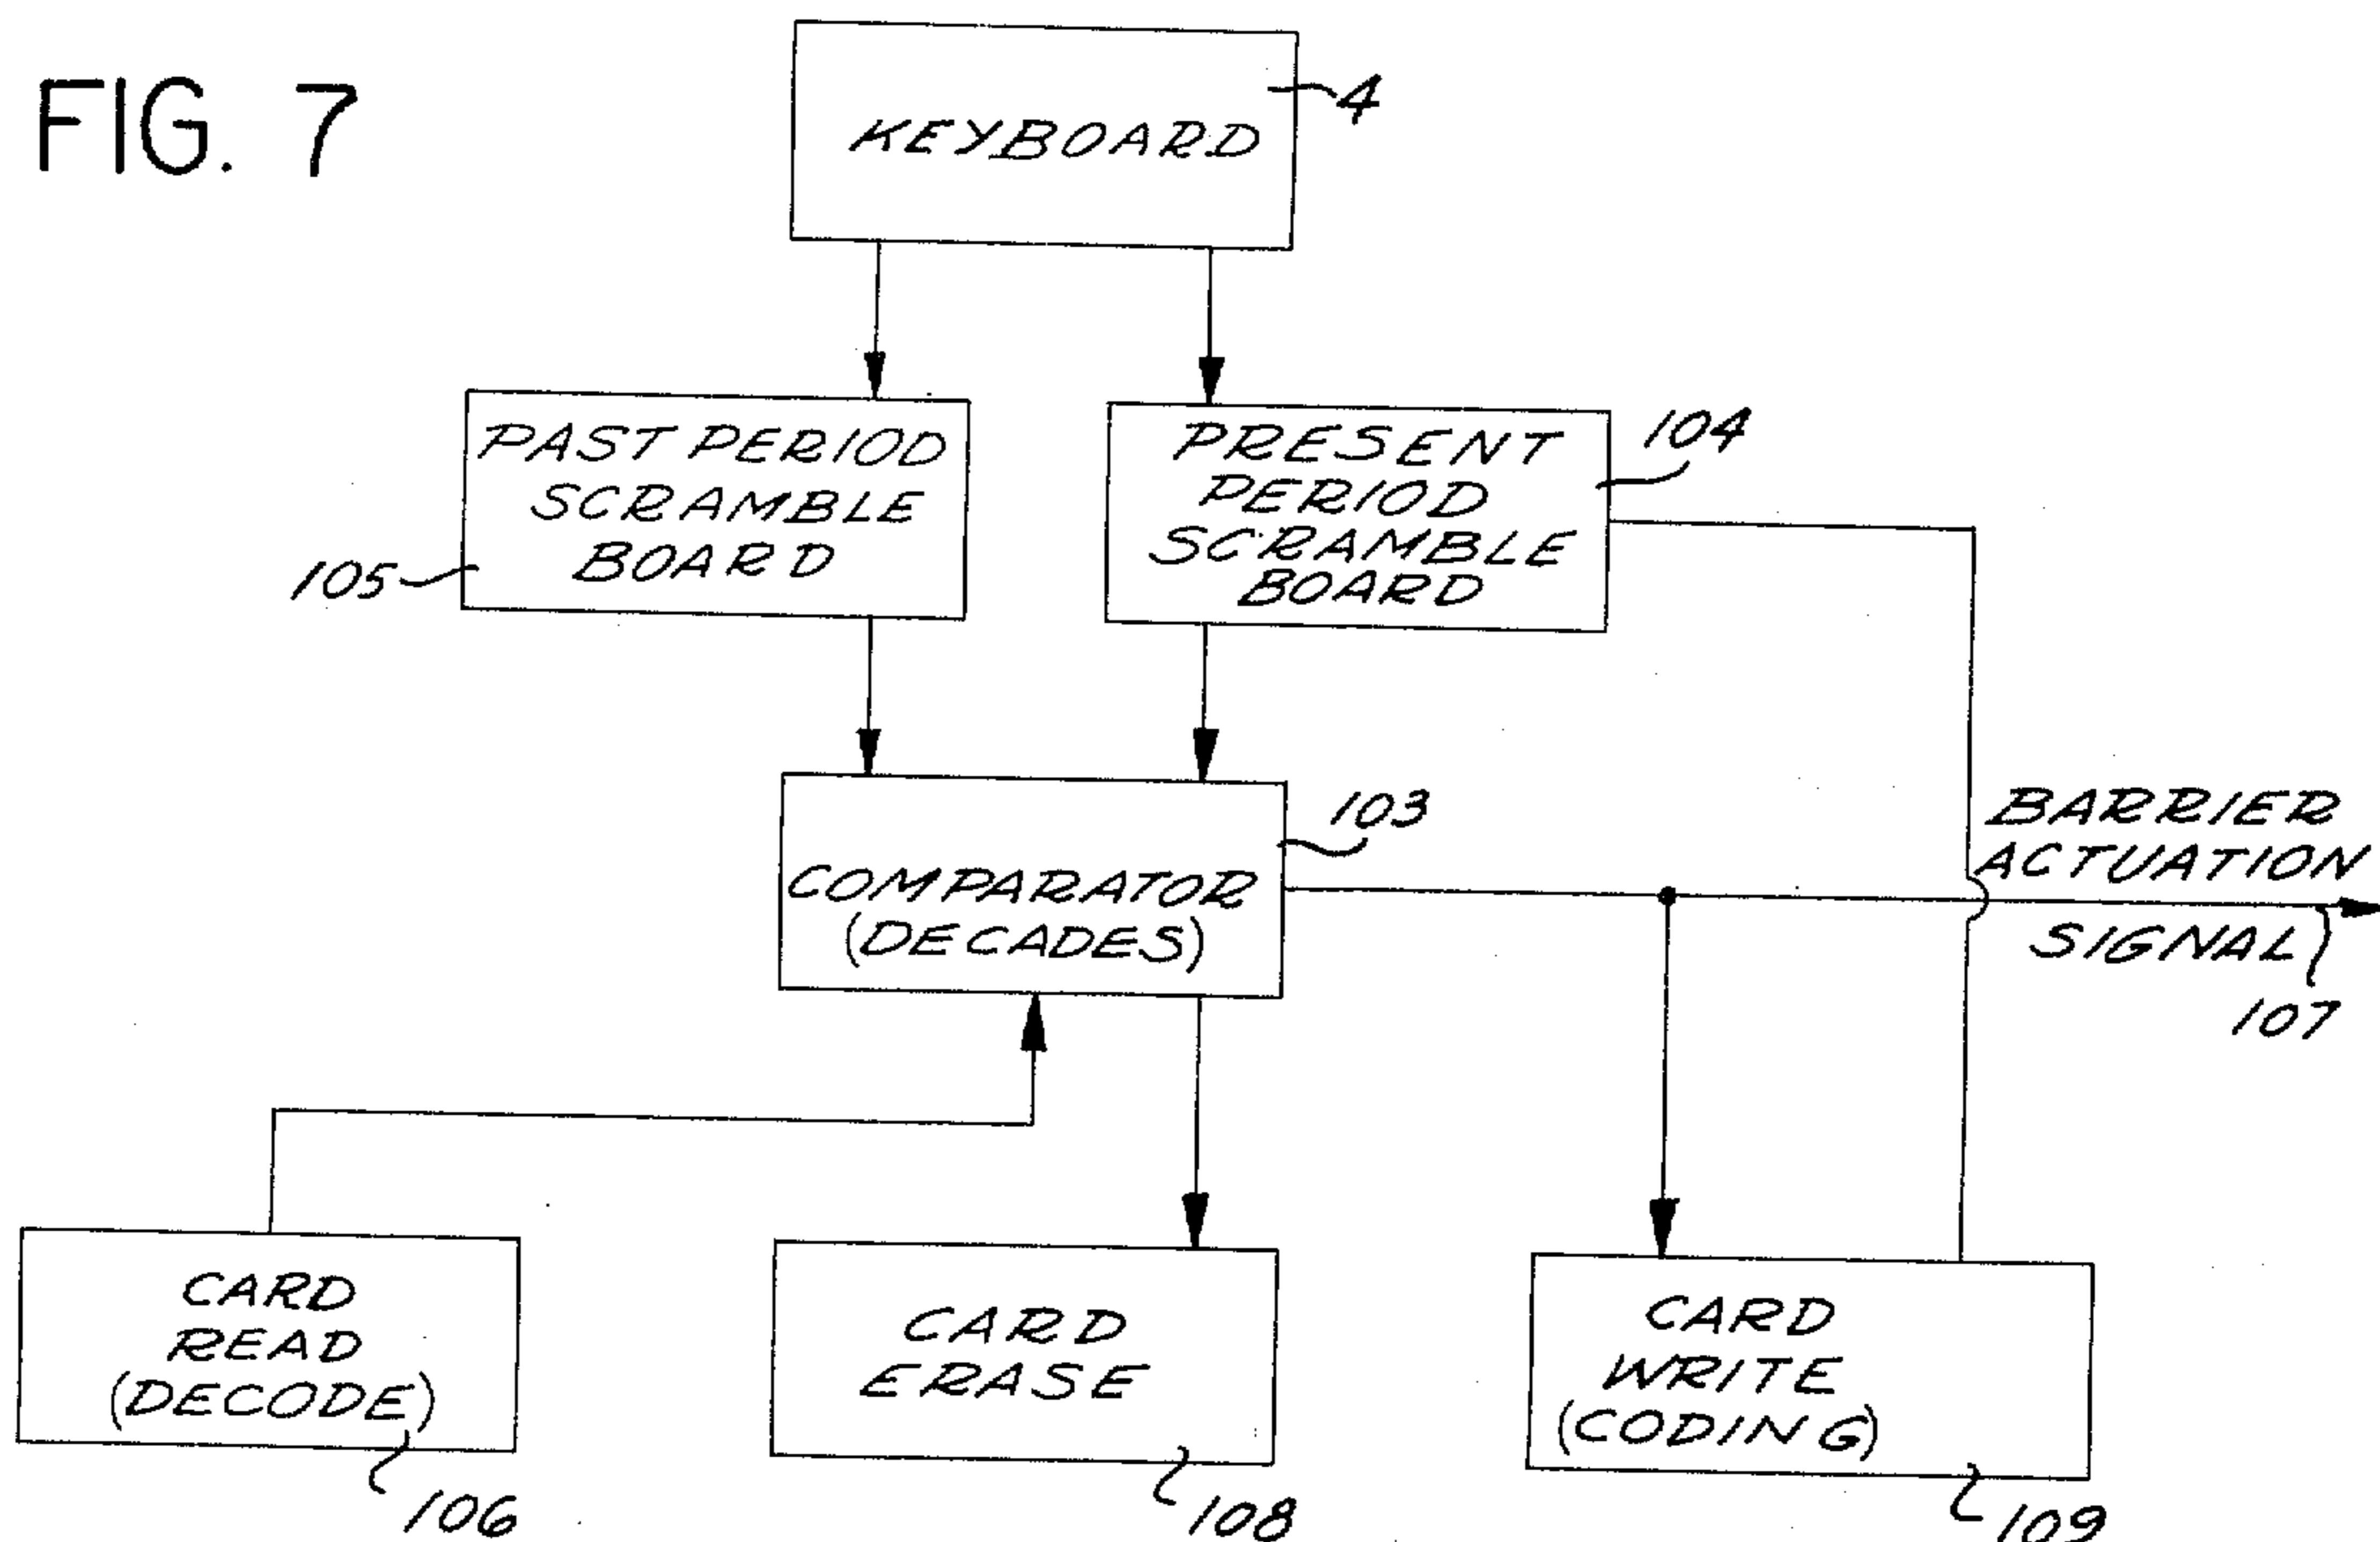 FIG. 7
4
KEYBOARD
PAST PERIOD
SCRAMBLE
BOARD
105
PRESENT
PERIOD
SCRAMBLE
BOARD
104
103
COMPARATOR
(DECADES)
BARRIER
ACTUATION
SIGNAL
107
CARD
READ
(DECODE)
106
CARD
ERASE
108
CARD
WRITE
(CODING)
109